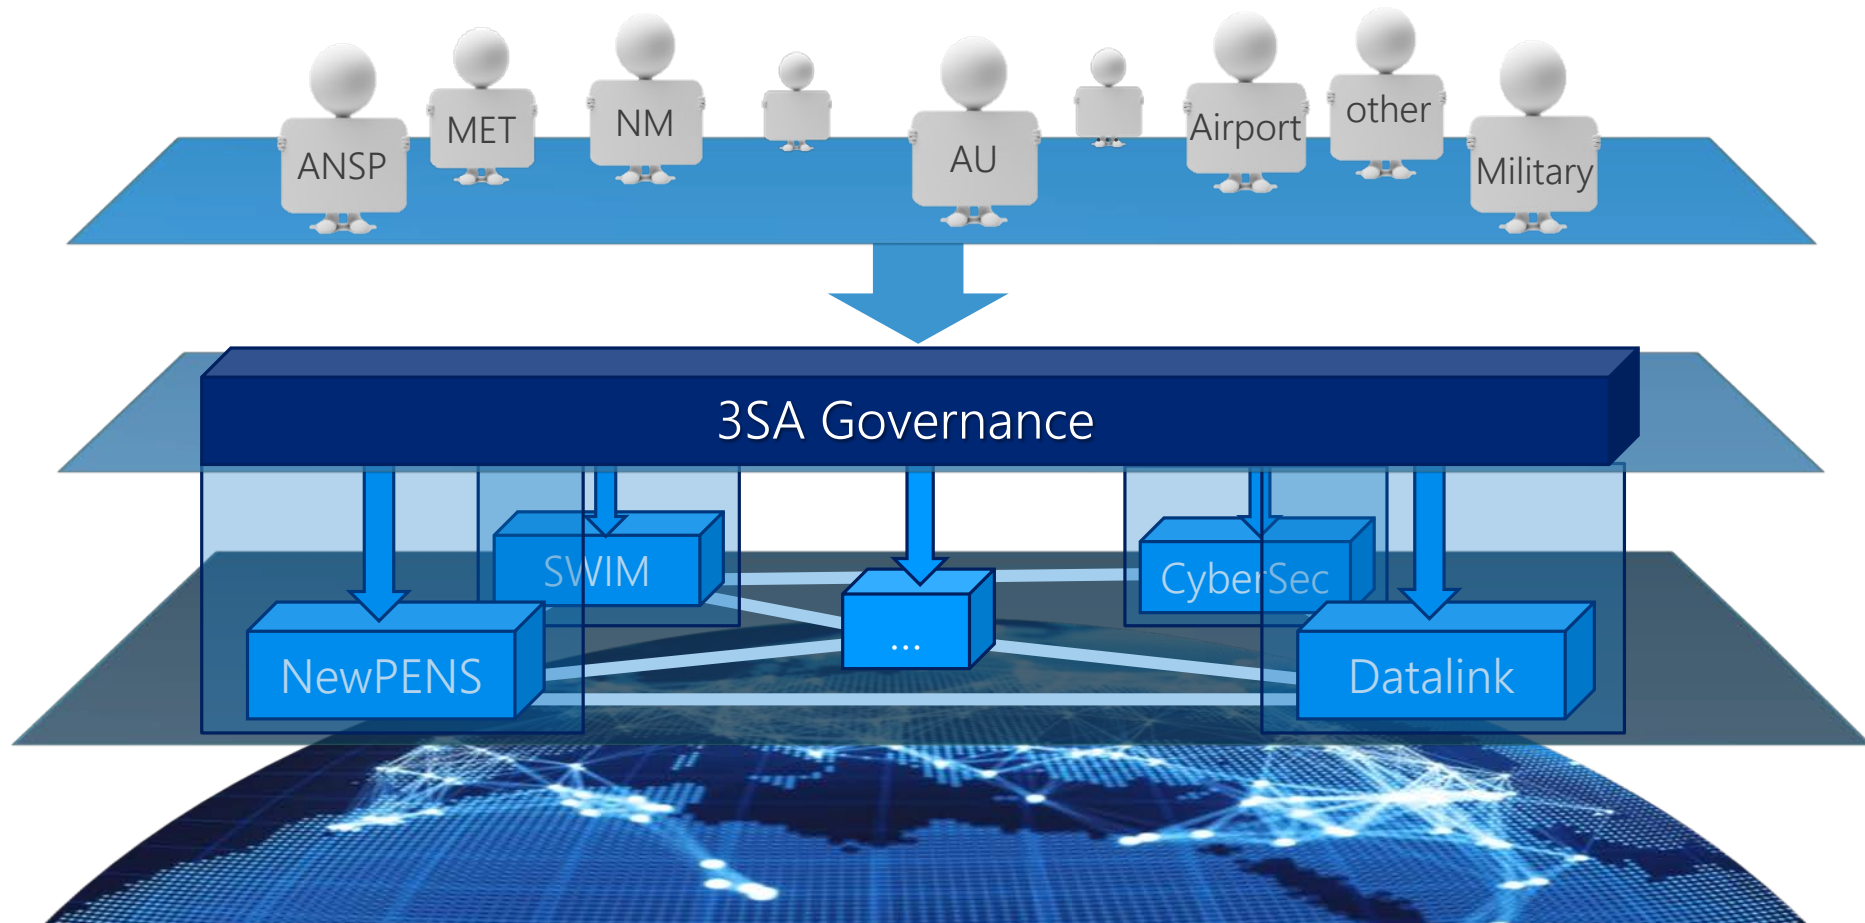 ANSP
MET
NM
AU
Airport
other
Military
3SA Governance
SWIM
CyberSec
...
NewPENS
Datalink